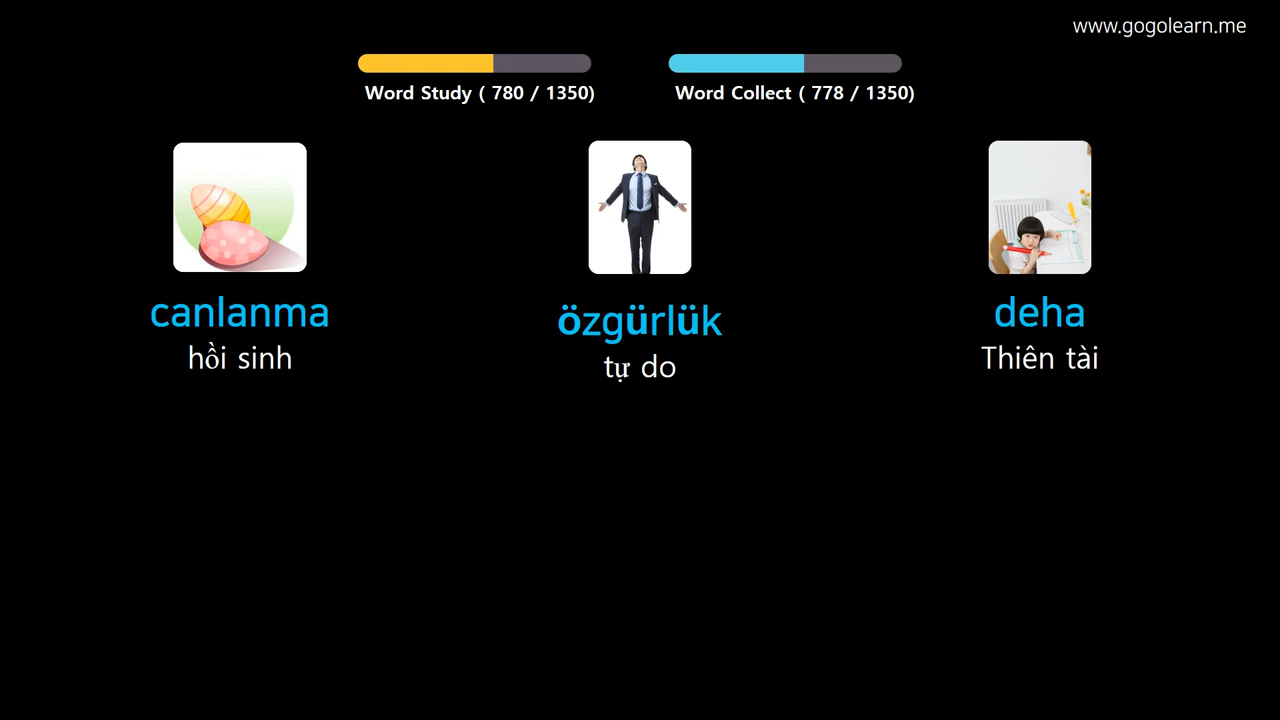 www.gogolearn.me
Word Study ( 780 / 1350)
Word Collect ( 778 / 1350)
canlanma
özgürlük
deha
hồi sinh
tự do
Thiên tài